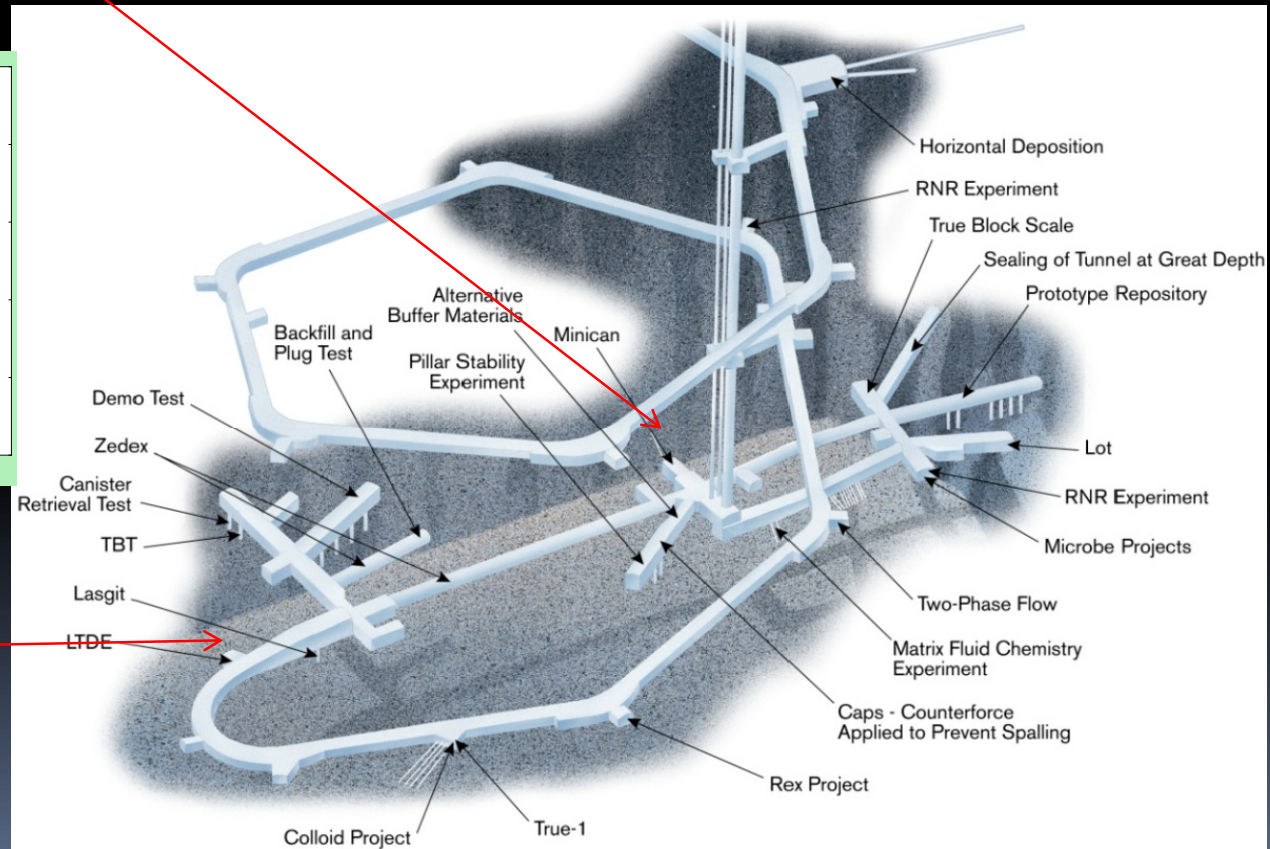 Horizontal Deposition
RNR Experiment
True Block Scale
Sealing of Tunnel at Great Depth
Prototype Repository
Alternative
Buffer Materials
Minican
Backfill and
Plug Test
Pillar Stability
Experiment
Demo Test
Zedex
Canister
Retrieval Test
TBT
Lasgit
LTDE
Lot
RNR Experiment
Microbe Projects
Two-Phase Flow
Matrix Fluid Chemistry
Experiment
Caps - Counterforce
Applied to Prevent Spalling
Rex Project
True-1
Colloid Project